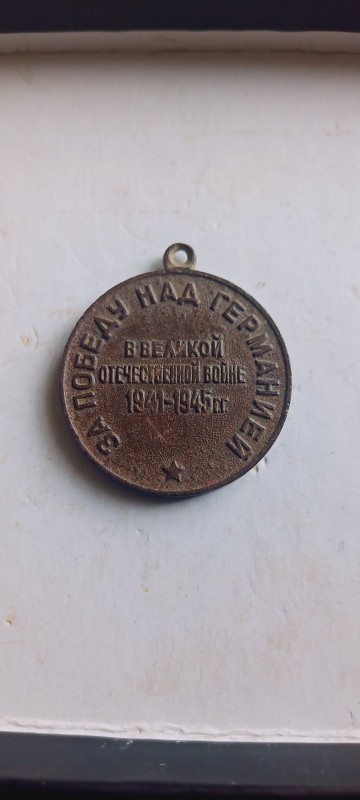 ЗА ПОБЕДУ НАД ГЕРМАНИЕЙ
В ВЕЛИКОЙ
ОТЕЧЕСТВЕННОЙ ВОЙНЕ
1941-1945 гг.